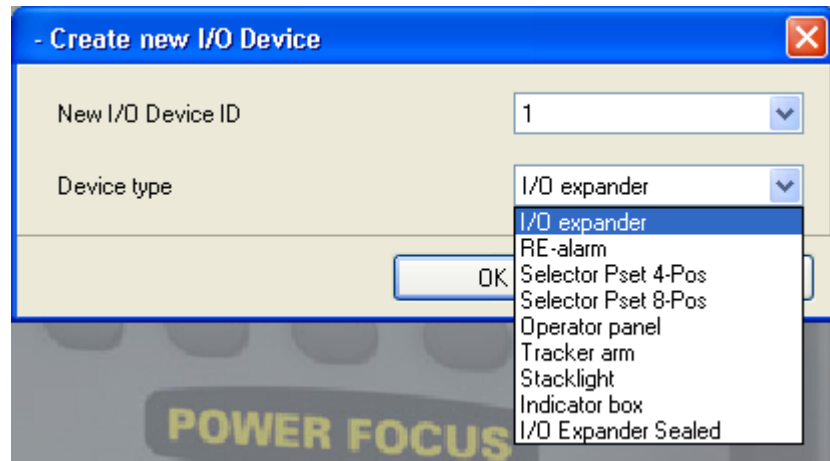 - Create new I/O Device
New I/O Device ID
1
Device type
I/O expander
I/O expander
RE-alarm
OK
Selector Pset 4-Pos
Selector Pset 8-Pos
Operator panel
Tracker arm
Stacklight
Indicator box
I/O Expander Sealed
POWER FOCUS